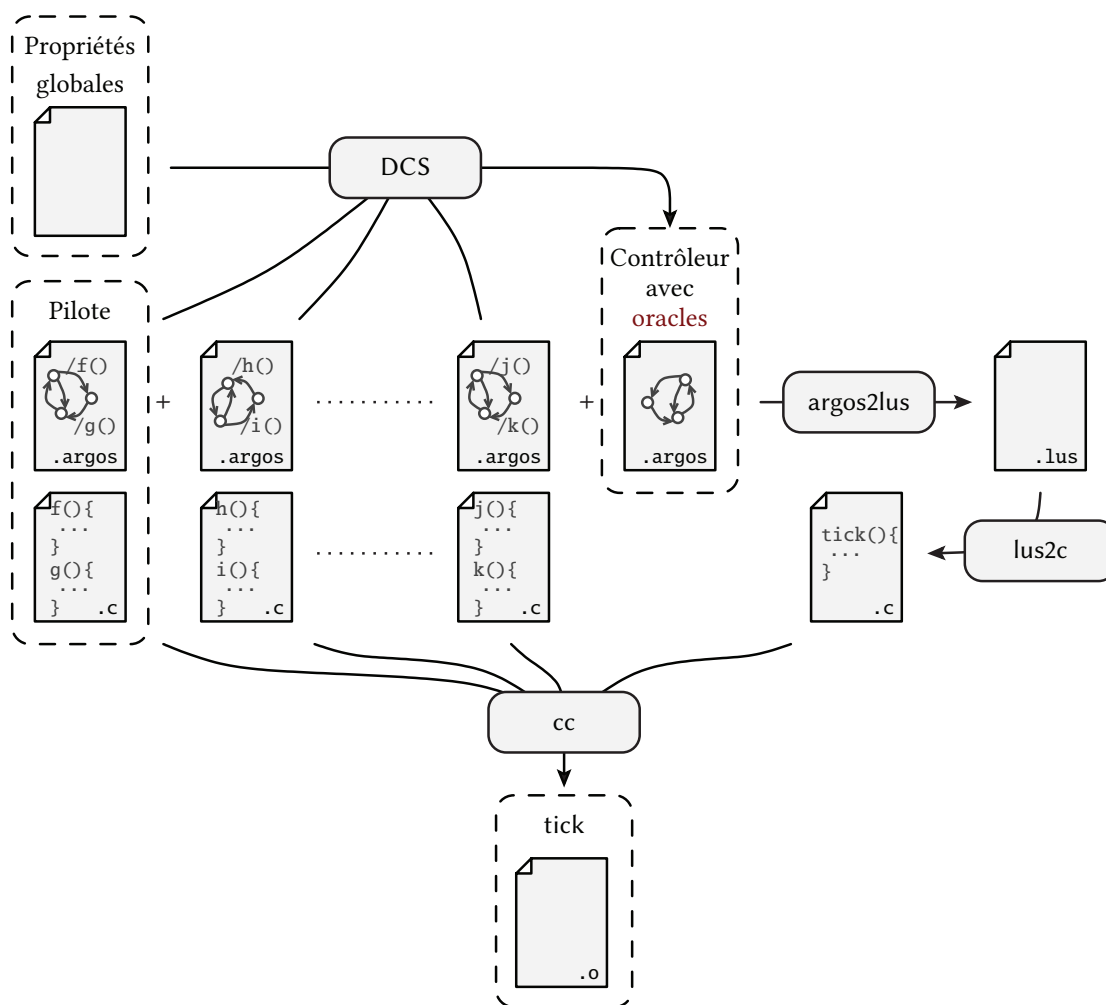 Propriétés
globales
DCS
Contrôleur
avec
oracles
Pilote
/f()
/g()
.argos
+
/h()
/i()
.argos
....................
/j()
/k()
.argos
+
.argos
argos2lus
.lus
f(){
...
}
g(){
...
}
.c
h(){
...
}
i(){
...
}
.c
....................
j(){
...
}
k(){
...
}
.c
tick(){
...
}
.c
lus2c
cc
tick
.o